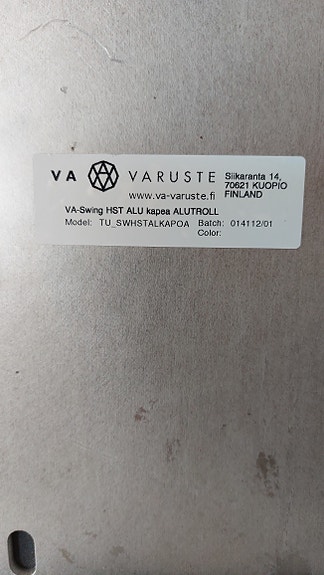 VA VARUSTE
www.va-varuste.fi
Siikaranta 14,
70621 KUOPIO
FINLAND
VA-Swing HST ALU kapea ALUTROLL
Model: TU_SWHSTALKAPOA Batch: 014112/01
Color: